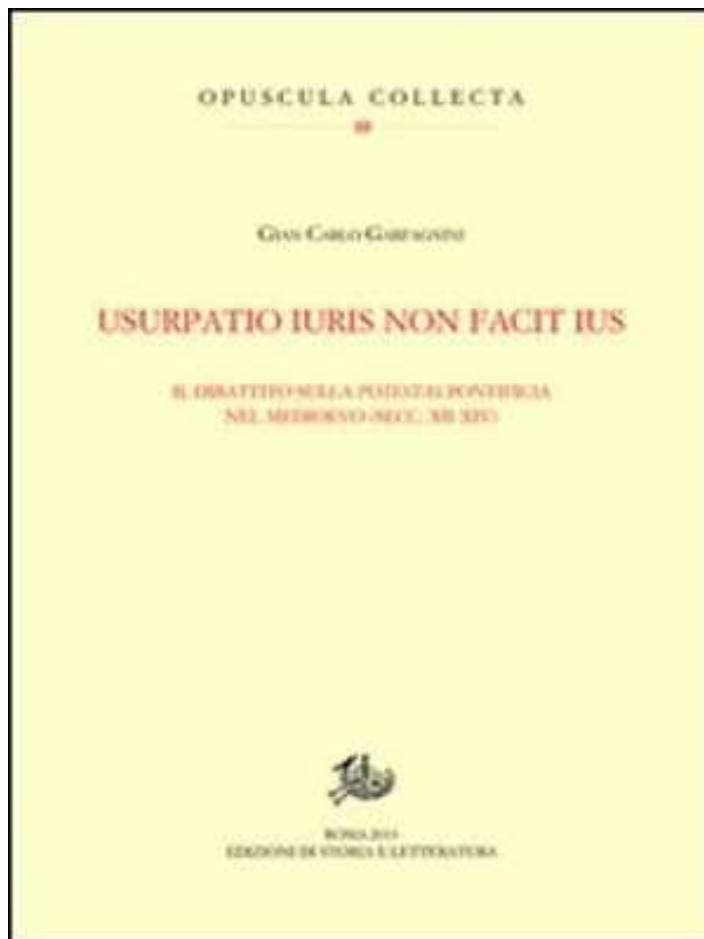 OPUSCULA COLLECTA
GIAN CARLO GARFAGNINI
USURPATIO IURIS NON FACIT IUS
IL DIBATTITO SULLA POTESTAS PONTIFICIA
NEL MEDIOEVO (SECC. XII-XIV)
ROMA
EDIZIONI DI STORIA E LETTERATURA